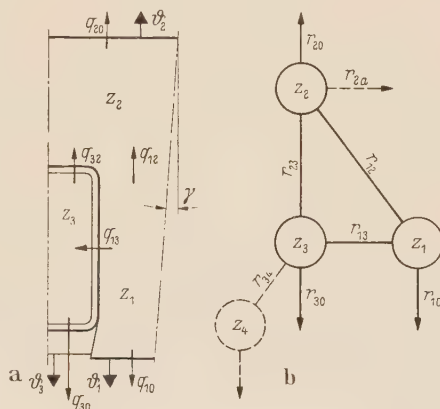 q₂₀
ϑ₂
z₂
q₃₂
q₁₂
γ
z₃
q₁₃
z₁
a
ϑ₃
q₃₀
ϑ₁
q₁₀
r₂₀
z₂
r₂a
r₂₃
r₁₂
z₃
r₁₃
z₁
r₃₄
r₃₀
r₁₀
z₄
b